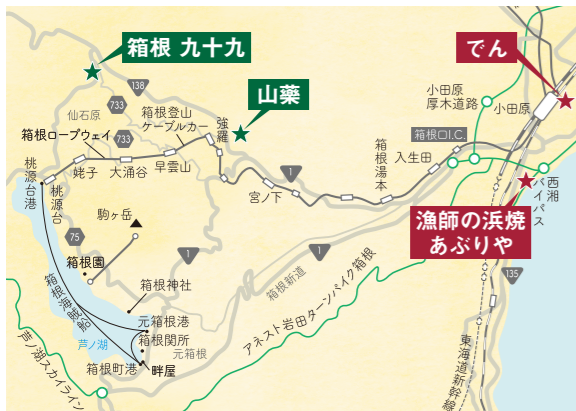 箱根 九十九
でん
138
小田原
厚木道路
小田原
山薬
仙石原
733
733
箱根登山
ケーブルカー
強羅
箱根ロープウェイ
箱根口I.C.
入生田
箱根湯本
1
桃源台港
桃源台
姥子
大涌谷
早雲山
宮ノ下
西湘バイパス
漁師の浜焼
あぶりや
駒ヶ岳
75
1
1
135
箱根園
箱根神社
箱根新道
アネスト岩田ターンパイク箱根
箱根海賊船
元箱根港
元箱根
芦ノ湖
箱根関所
箱根町港
畔屋
芦ノ湖スカイライン
東海道新幹線